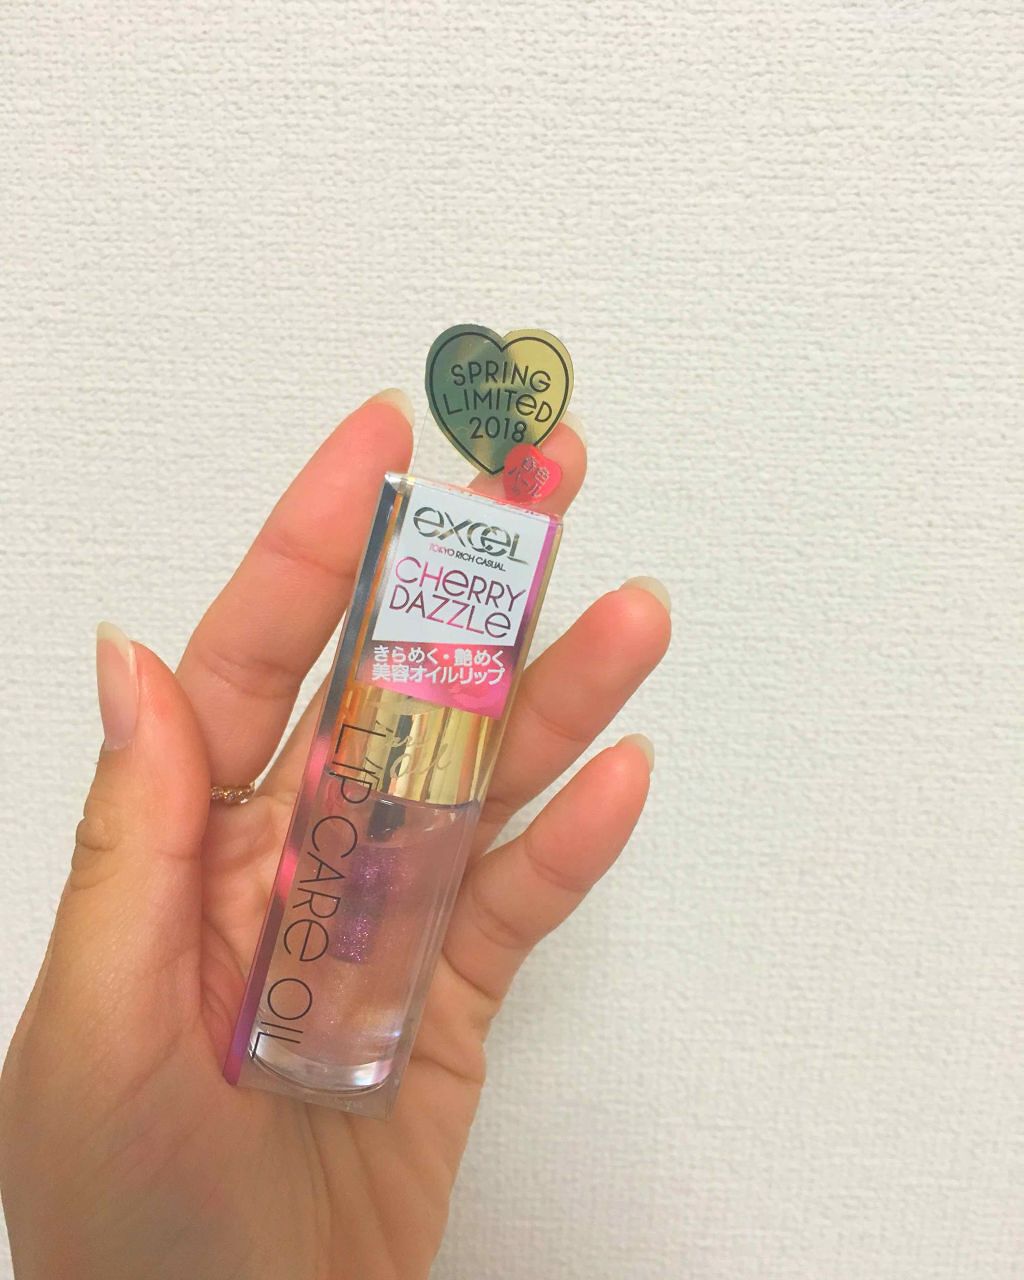 SPRING
LIMITeD
2018
excel
TOKYO RICH CASUAL
CHeRRY
DAZZLe
きらめく・艶めく
美容オイルリップ
LIP CARe OIL